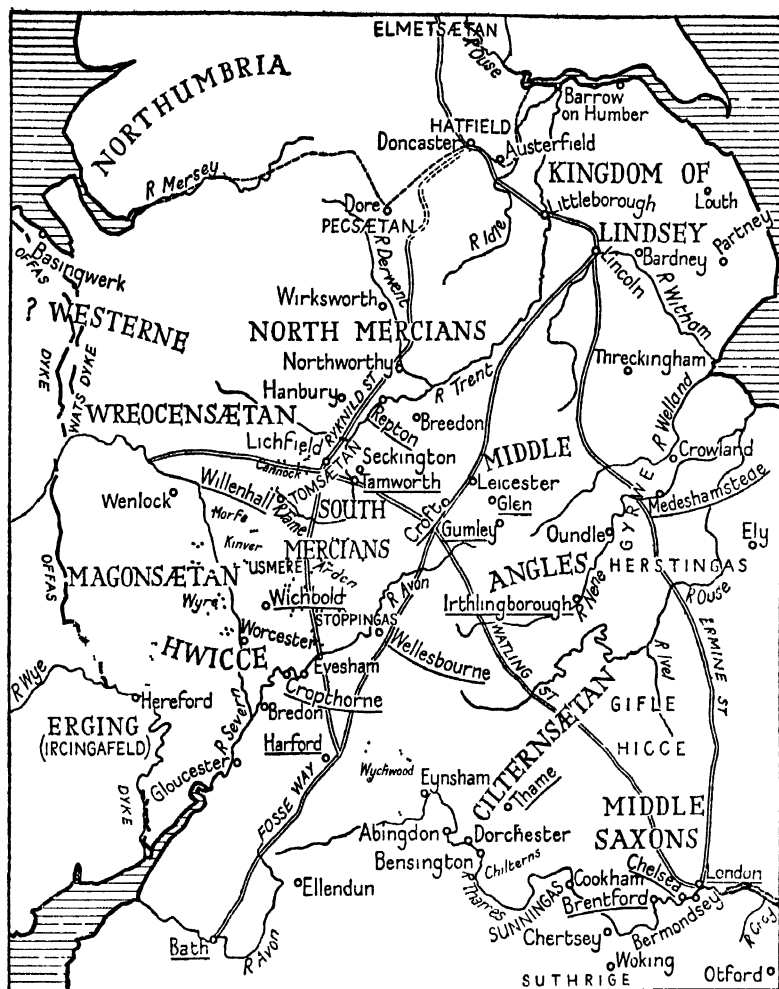 ELMETSÆTAN
R Ouse
NORTHUMBRIA
Barrow
on Humber
HATFIELD
Doncaster
Austerfield
KINGDOM OF
LINDSEY
R Mersey
Louth
Littleborough
Dore
PECSÆTAN
R Idle
Partney
Bardney
Lincoln
R Derwent
R Witham
Basingwerk
OFFAS
DYKE
? WESTERNE
WATS DYKE
Wirksworth
NORTH MERCIANS
Northworthy
Threckingham
R Trent
Hanbury
RYKNILD ST
WREOCENSÆTAN
Repton
Breedon
R Welland
Lichfield
Cannock
TOMSÆTAN
Seckington
Tamworth
MIDDLE
ANGLES
Leicester
Crowland
Willenhall
Wenlock
Morfe
R Tame
SOUTH
MERCIANS
Croft
Glen
Gumley
GYRWE
Medeshamstede
Oundle
Ely
Kinver
USMERE
Arden
HERSTINGAS
OFFAS
DYKE
MAGONSÆTAN
Wyre
Wichbold
R Avon
Irthlingborough
R Nene
R Ouse
STOPPINGAS
Worcester
HWICCE
Wellesbourne
WATLING ST
ERMINE ST
R Ivel
R Wye
Evesham
Cropthorne
Hereford
GIFLE
ERGING
(IRCINGAFELD)
R Severn
Bredon
Harford
CILTERNSÆTAN
HICCE
Gloucester
Wychwood
Eynsham
Thame
MIDDLE
SAXONS
FOSSE WAY
Abingdon
Dorchester
Bensington
Chilterns
Cookham
Chelsea
London
Ellendun
R Thames
SUNNINGAS
Brentford
Bermondsey
R Cray
Chertsey
Bath
R Avon
Woking
SUTHRIGE
Otford